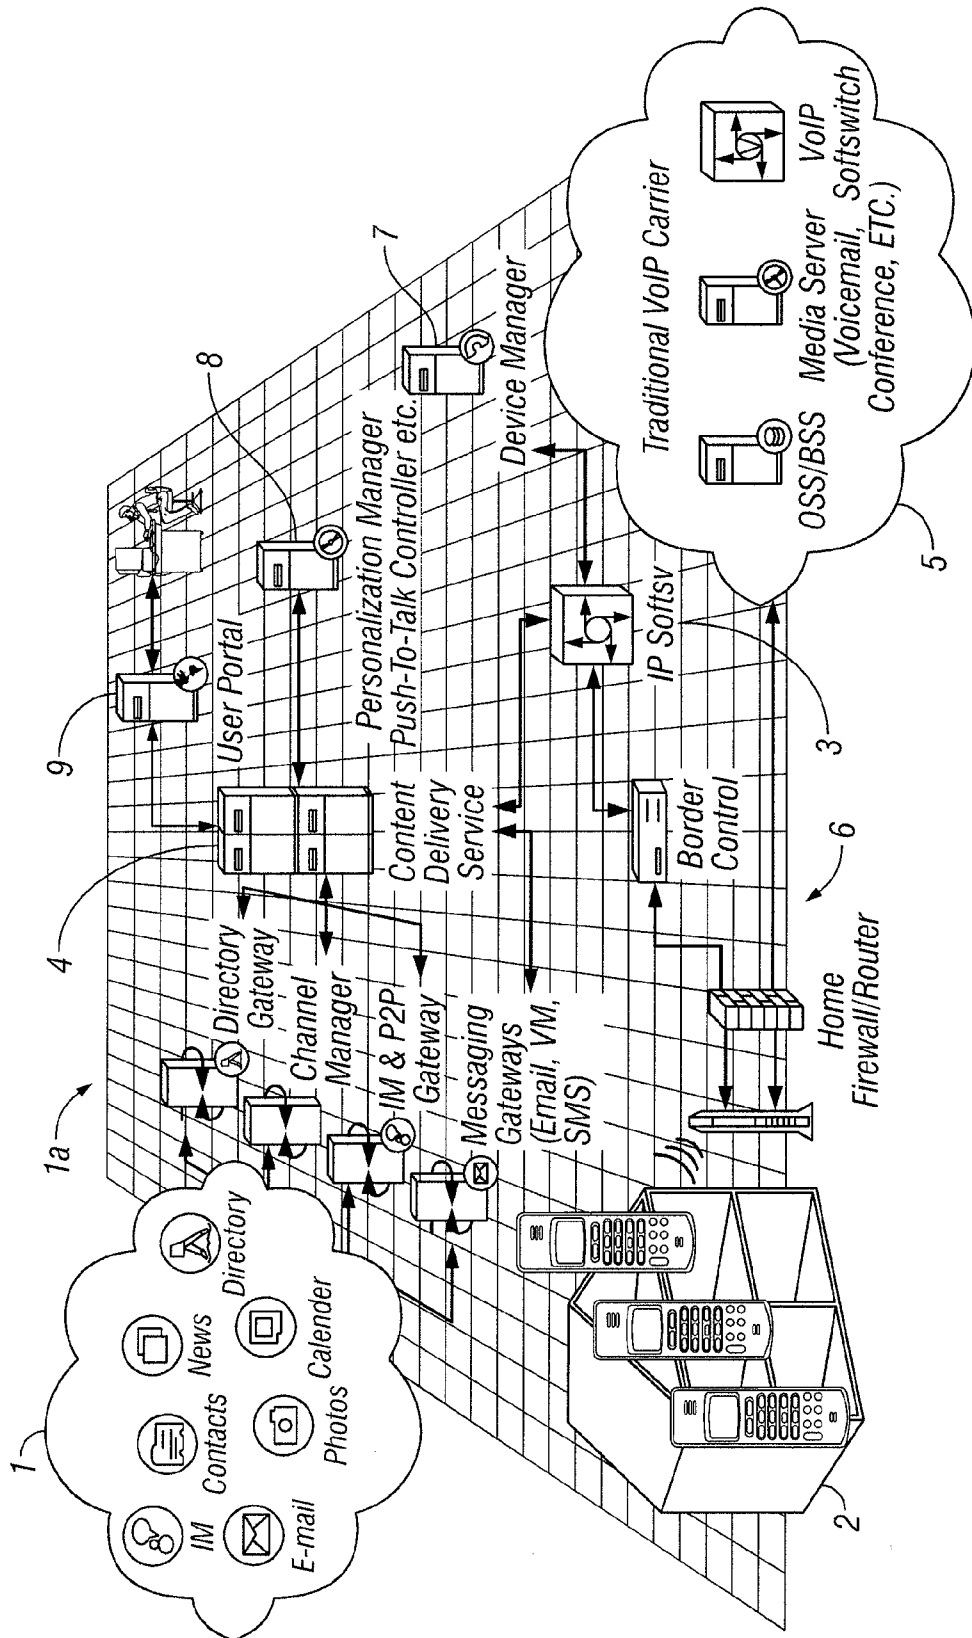 1
IM
Contacts
News
Directory
E-mail
Photos
Calender
1a
Directory
Gateway
Channel
Manager
IM & P2P
Gateway
Messaging
Gateways
(Email, VM,
SMS)
4
Content
Delivery
Service
9
User Portal
8
Personalization Manager
Push-To-Talk Controller etc.
7
Device Manager
IP Softsv
3
Border
Control
6
Home
Firewall/Router
2
Traditional VoIP Carrier
OSS/BSS
Media Server
(Voicemail,
Conference, ETC.)
VoIP
Softswitch
5